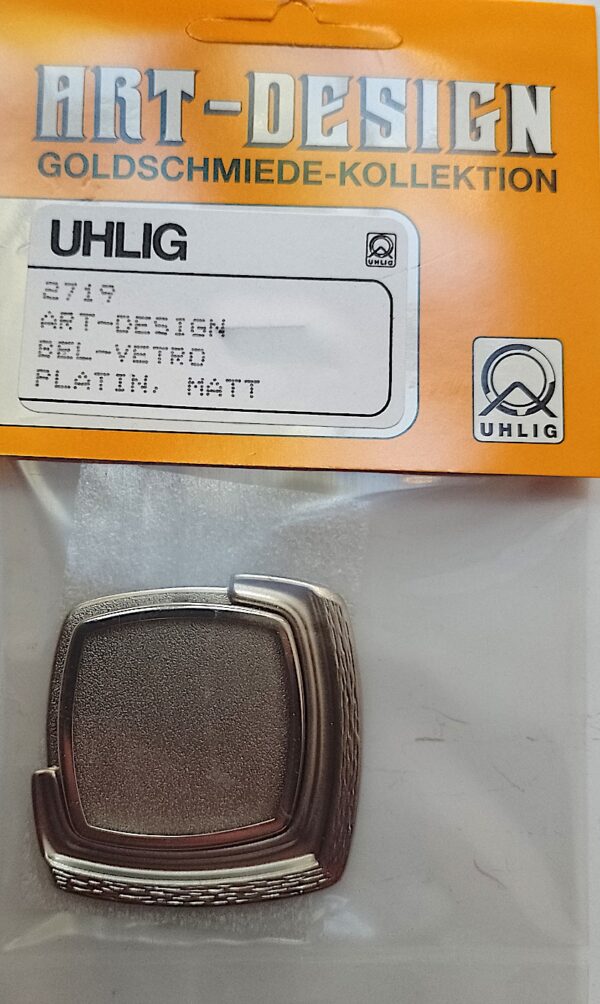 ART-DESIGN
GOLDSCHMIEDE-KOLLEKTION
UHLIG
UHLIG
2719
ART-DESIGN
BEL-VETRO
PLATIN, MATT
UHLIG